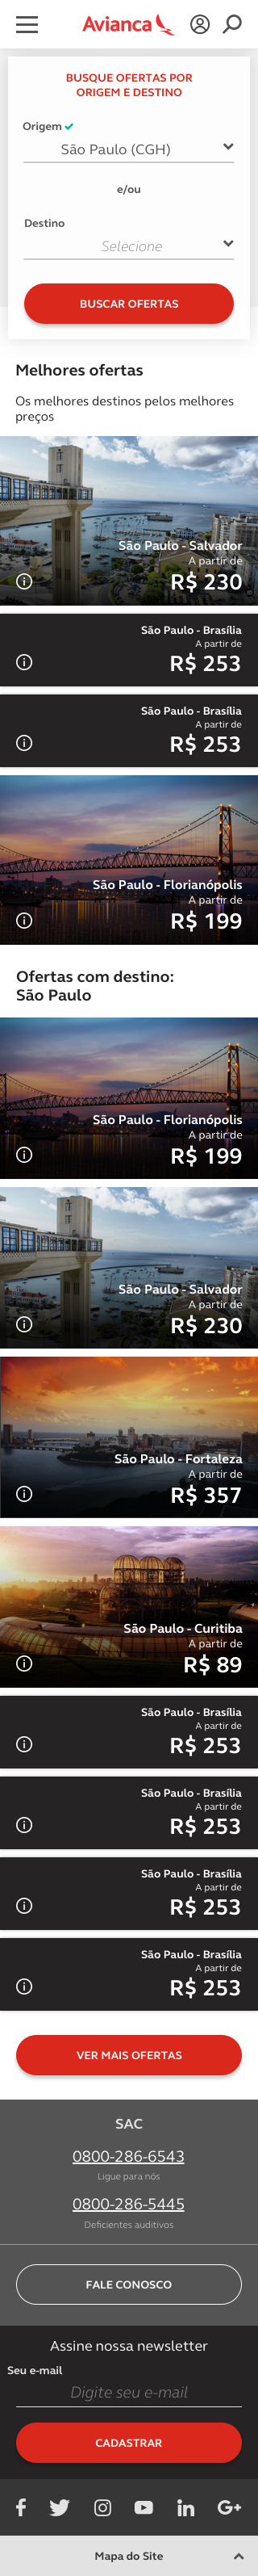 Avianca
BUSQUE OFERTAS POR
ORIGEM E DESTINO
Origem
São Paulo (CGH)
e/ou
Destino
Selecione
BUSCAR OFERTAS
Melhores ofertas
Os melhores destinos pelos melhores
preços
São Paulo - Salvador
A partir de
R$ 230
São Paulo - Brasília
A partir de
R$ 253
São Paulo - Brasília
A partir de
R$ 253
São Paulo - Florianópolis
A partir de
R$ 199
Ofertas com destino:
São Paulo
São Paulo - Florianópolis
A partir de
R$ 199
São Paulo - Salvador
A partir de
R$ 230
São Paulo - Fortaleza
A partir de
R$ 357
São Paulo - Curitiba
A partir de
R$ 89
São Paulo - Brasília
A partir de
R$ 253
São Paulo - Brasília
A partir de
R$ 253
São Paulo - Brasília
A partir de
R$ 253
São Paulo - Brasília
A partir de
R$ 253
VER MAIS OFERTAS
SAC
0800-286-6543
Ligue para nós
0800-286-5445
Deficientes auditivos
FALE CONOSCO
Assine nossa newsletter
Seu e-mail
Digite seu e-mail
CADASTRAR
Mapa do Site